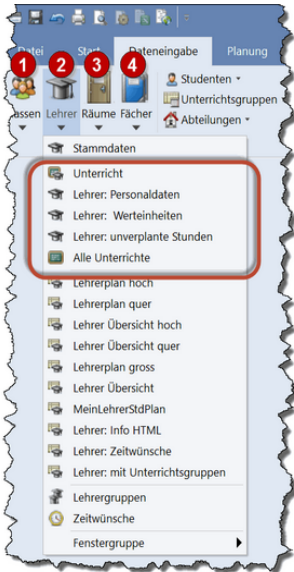 Datei Start Dateneingabe Planung
1 2 3 4
assen Lehrer Räume Fächer
Studenten
Unterrichtsgruppen
Abteilungen
Stammdaten
Unterricht
Lehrer: Personaldaten
Lehrer: Werteinheiten
Lehrer: unverplante Stunden
Alle Unterrichte
Lehrerplan hoch
Lehrerplan quer
Lehrer Übersicht hoch
Lehrer Übersicht quer
Lehrerplan gross
Lehrer Übersicht
MeinLehrerStdPlan
Lehrer: Info HTML
Lehrer: Zeitwünsche
Lehrer: mit Unterrichtsgruppen
Lehrergruppen
Zeitwünsche
Fenstergruppe